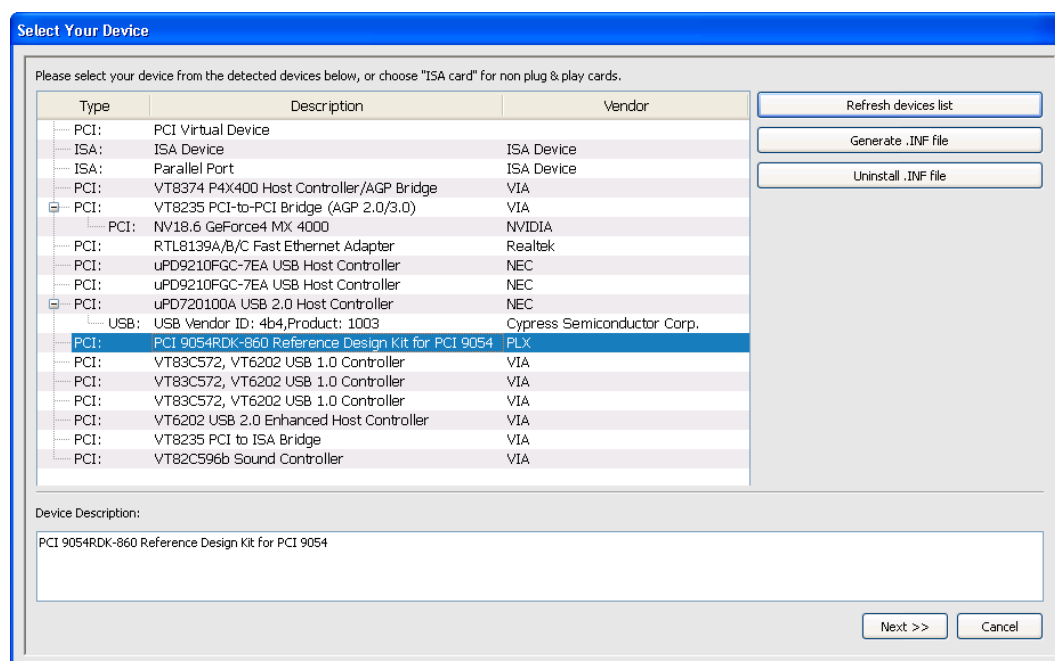 Select Your Device
Please select your device from the detected devices below, or choose "ISA card" for non plug & play cards.
Type Description Vendor
PCI: PCI Virtual Device
ISA: ISA Device ISA Device
ISA: Parallel Port ISA Device
PCI: VT8374 P4X400 Host Controller/AGP Bridge VIA
PCI: VT8235 PCI-to-PCI Bridge (AGP 2.0/3.0) VIA
PCI: NV18.6 GeForce4 MX 4000 NVIDIA
PCI: RTL8139A/B/C Fast Ethernet Adapter Realtek
PCI: uPD9210FGC-7EA USB Host Controller NEC
PCI: uPD9210FGC-7EA USB Host Controller NEC
PCI: uPD720100A USB 2.0 Host Controller NEC
USB: USB Vendor ID: 4b4,Product: 1003 Cypress Semiconductor Corp.
PCI: PCI 9054RDK-860 Reference Design Kit for PCI 9054 PLX
PCI: VT83C572, VT6202 USB 1.0 Controller VIA
PCI: VT83C572, VT6202 USB 1.0 Controller VIA
PCI: VT83C572, VT6202 USB 1.0 Controller VIA
PCI: VT6202 USB 2.0 Enhanced Host Controller VIA
PCI: VT8235 PCI to ISA Bridge VIA
PCI: VT82C596b Sound Controller VIA
Refresh devices list
Generate .INF file
Uninstall .INF file
Device Description:
PCI 9054RDK-860 Reference Design Kit for PCI 9054
Next >> Cancel